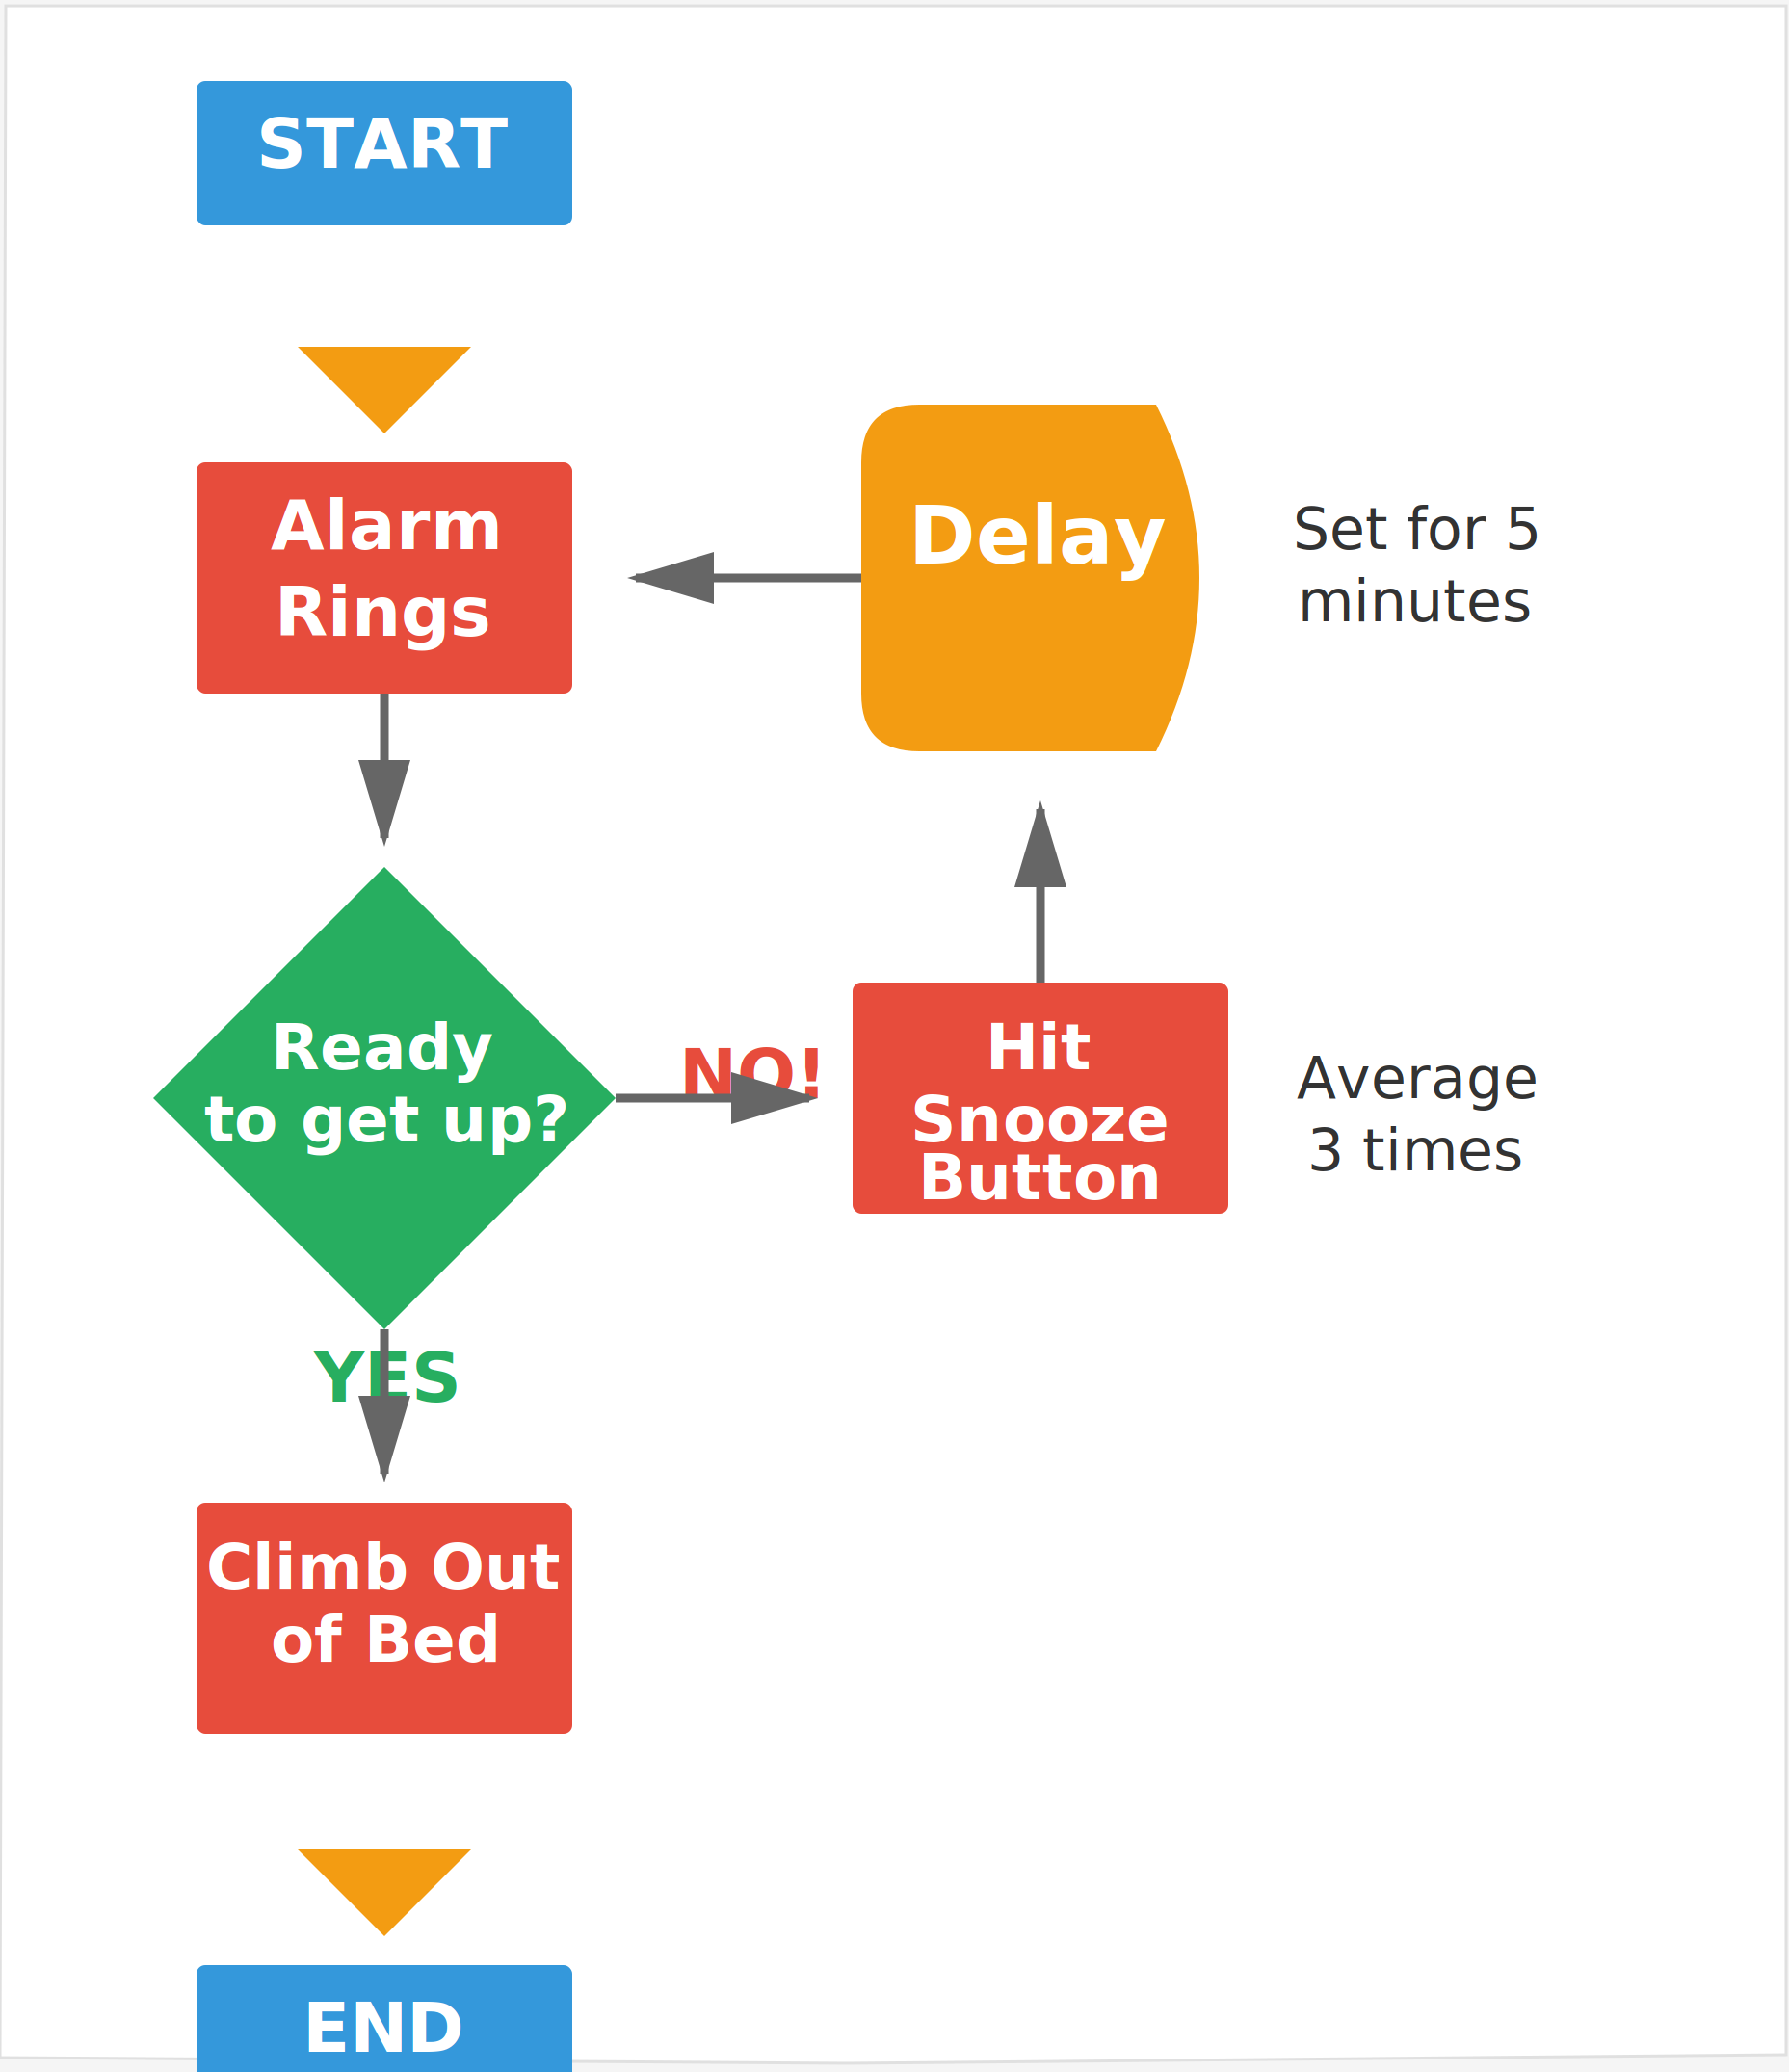 START
Alarm
Rings
Delay
Set for 5
minutes
Ready
to get up?
NO!
Hit
Snooze
Button
Average
3 times
YES
Climb Out
of Bed
END